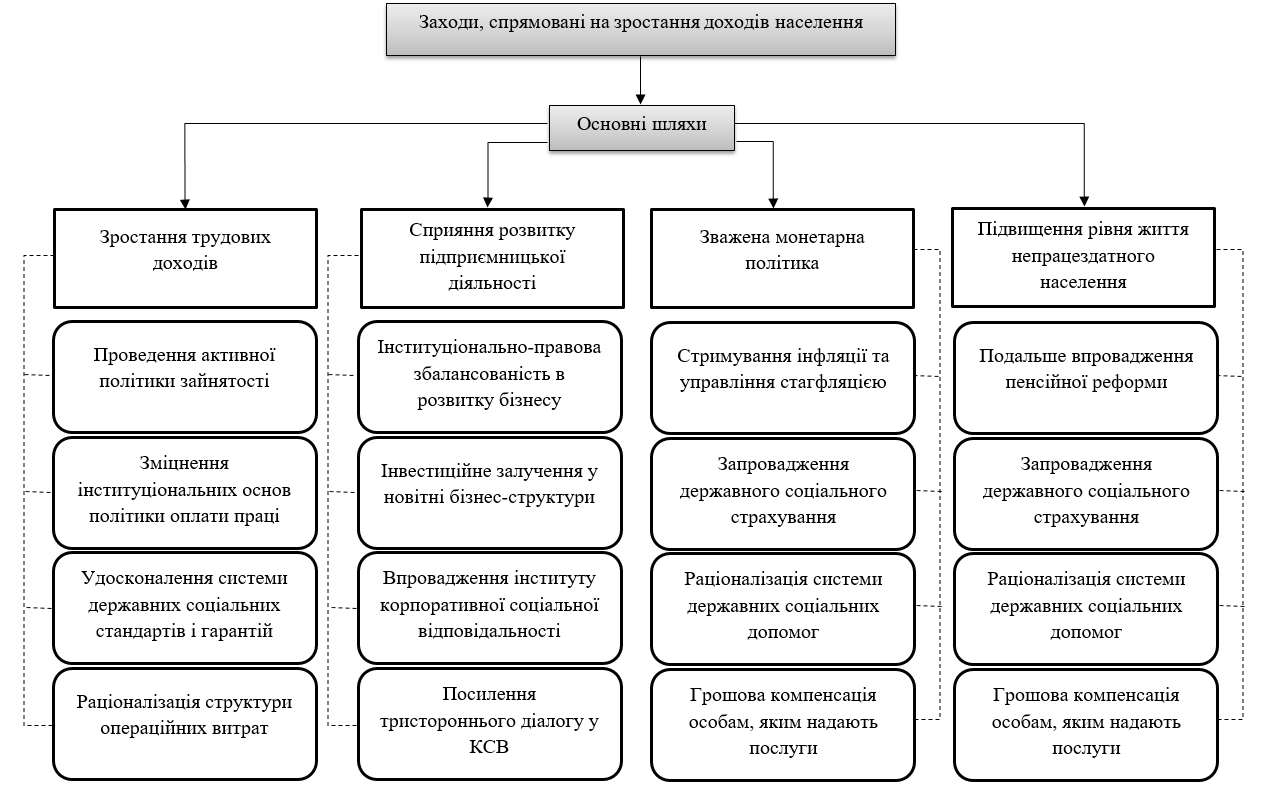 Заходи, спрямовані на зростання доходів населення
Основні шляхи
Зростання трудових
доходів
Проведення активної
політики зайнятості
Зміцнення
інституціональних основ
політики оплати праці
Удосконалення системи
державних соціальних
стандартів і гарантій
Раціоналізація структури
операційних витрат
Сприяння розвитку
підприємницької
діяльності
Інституціонально-правова
збалансованість в
розвитку бізнесу
Інвестиційне залучення у
новітні бізнес-структури
Впровадження інституту
корпоративної соціальної
відповідальності
Посилення
тристороннього діалогу у
КСВ
Зважена монетарна
політика
Стримування інфляції та
управління стагфляцією
Запровадження
державного соціального
страхування
Раціоналізація системи
державних соціальних
допомог
Грошова компенсація
особам, яким надають
послуги
Підвищення рівня життя
непрацездатного
населення
Подальше впровадження
пенсійної реформи
Запровадження
державного соціального
страхування
Раціоналізація системи
державних соціальних
допомог
Грошова компенсація
особам, яким надають
послуги